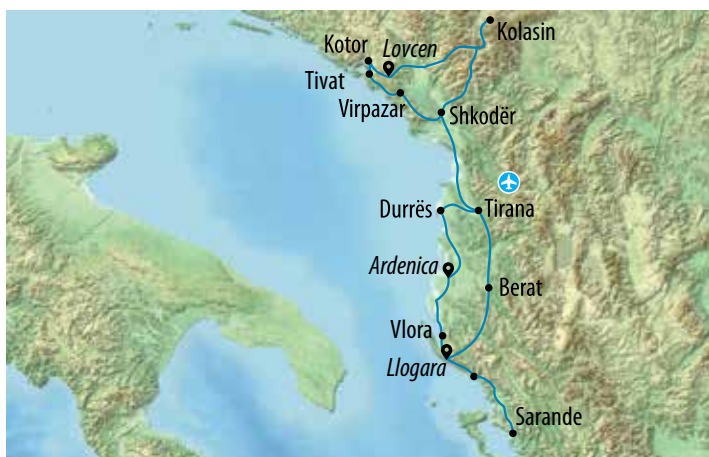 Kolasin
Kotor
Lovcen
Tivat
Virpazar
Shkodër
Durrës
Tirana
Ardenica
Berat
Vlora
Llogara
Sarande